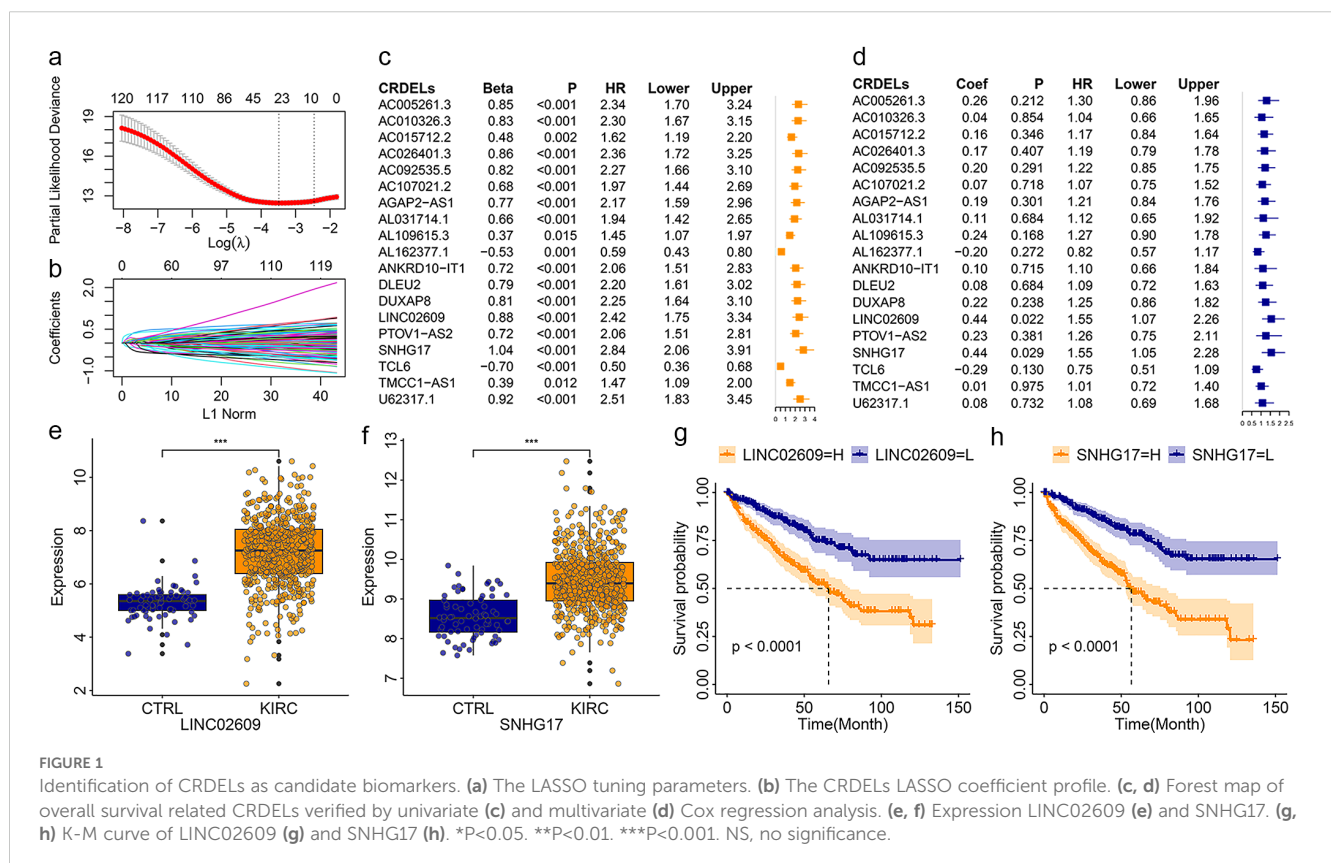 a
120 117 110 86 45 23 10 0
Partial Likelihood Deviance
19
16
13
−8 −7 −6 −5 −4 −3 −2
Log(λ)
b
0 60 97 110 119
Coefficients
2.0
0.5
−1.0
0 10 20 30 40
L1 Norm
c
CRDELs Beta P HR Lower Upper
AC005261.3 0.85 <0.001 2.34 1.70 3.24
AC010326.3 0.83 <0.001 2.30 1.67 3.15
AC015712.2 0.48 0.002 1.62 1.19 2.20
AC026401.3 0.86 <0.001 2.36 1.72 3.25
AC092535.5 0.82 <0.001 2.27 1.66 3.10
AC107021.2 0.68 <0.001 1.97 1.44 2.69
AGAP2−AS1 0.77 <0.001 2.17 1.59 2.96
AL031714.1 0.66 <0.001 1.94 1.42 2.65
AL109615.3 0.37 0.015 1.45 1.07 1.97
AL162377.1 −0.53 0.001 0.59 0.43 0.80
ANKRD10−IT1 0.72 <0.001 2.06 1.51 2.83
DLEU2 0.79 <0.001 2.20 1.61 3.02
DUXAP8 0.81 <0.001 2.25 1.64 3.10
LINC02609 0.88 <0.001 2.42 1.75 3.34
PTOV1−AS2 0.72 <0.001 2.06 1.51 2.81
SNHG17 1.04 <0.001 2.84 2.06 3.91
TCL6 −0.70 <0.001 0.50 0.36 0.68
TMCC1−AS1 0.39 0.012 1.47 1.09 2.00
U62317.1 0.92 <0.001 2.51 1.83 3.45
0 1 2 3 4
d
CRDELs Coef P HR Lower Upper
AC005261.3 0.26 0.212 1.30 0.86 1.96
AC010326.3 0.04 0.854 1.04 0.66 1.65
AC015712.2 0.16 0.346 1.17 0.84 1.64
AC026401.3 0.17 0.407 1.19 0.79 1.78
AC092535.5 0.20 0.291 1.22 0.85 1.75
AC107021.2 0.07 0.718 1.07 0.75 1.52
AGAP2−AS1 0.19 0.301 1.21 0.84 1.76
AL031714.1 0.11 0.684 1.12 0.65 1.92
AL109615.3 0.24 0.168 1.27 0.90 1.78
AL162377.1 −0.20 0.272 0.82 0.57 1.17
ANKRD10−IT1 0.10 0.715 1.10 0.66 1.84
DLEU2 0.08 0.684 1.09 0.72 1.63
DUXAP8 0.22 0.238 1.25 0.86 1.82
LINC02609 0.44 0.022 1.55 1.07 2.26
PTOV1−AS2 0.23 0.381 1.26 0.75 2.11
SNHG17 0.44 0.029 1.55 1.05 2.28
TCL6 −0.29 0.130 0.75 0.51 1.09
TMCC1−AS1 0.01 0.975 1.01 0.72 1.40
U62317.1 0.08 0.732 1.08 0.69 1.68
0 0.5 1 1.5 2 2.5
e
***
Expression
10
8
6
4
2
CTRL KIRC
LINC02609
f
***
Expression
13
12
11
10
9
8
7
CTRL KIRC
SNHG17
g
LINC02609=H LINC02609=L
Survival probability
1.00
0.75
0.50
0.25
0.00
p < 0.0001
0 50 100 150
Time(Month)
h
SNHG17=H SNHG17=L
Survival probability
1.00
0.75
0.50
0.25
0.00
p < 0.0001
0 50 100 150
Time(Month)
FIGURE 1
Identification of CRDELs as candidate biomarkers. (a) The LASSO tuning parameters. (b) The CRDELs LASSO coefficient profile. (c, d) Forest map of
overall survival related CRDELs verified by univariate (c) and multivariate (d) Cox regression analysis. (e, f) Expression LINC02609 (e) and SNHG17. (g,
h) K-M curve of LINC02609 (g) and SNHG17 (h). *P<0.05. **P<0.01. ***P<0.001. NS, no significance.